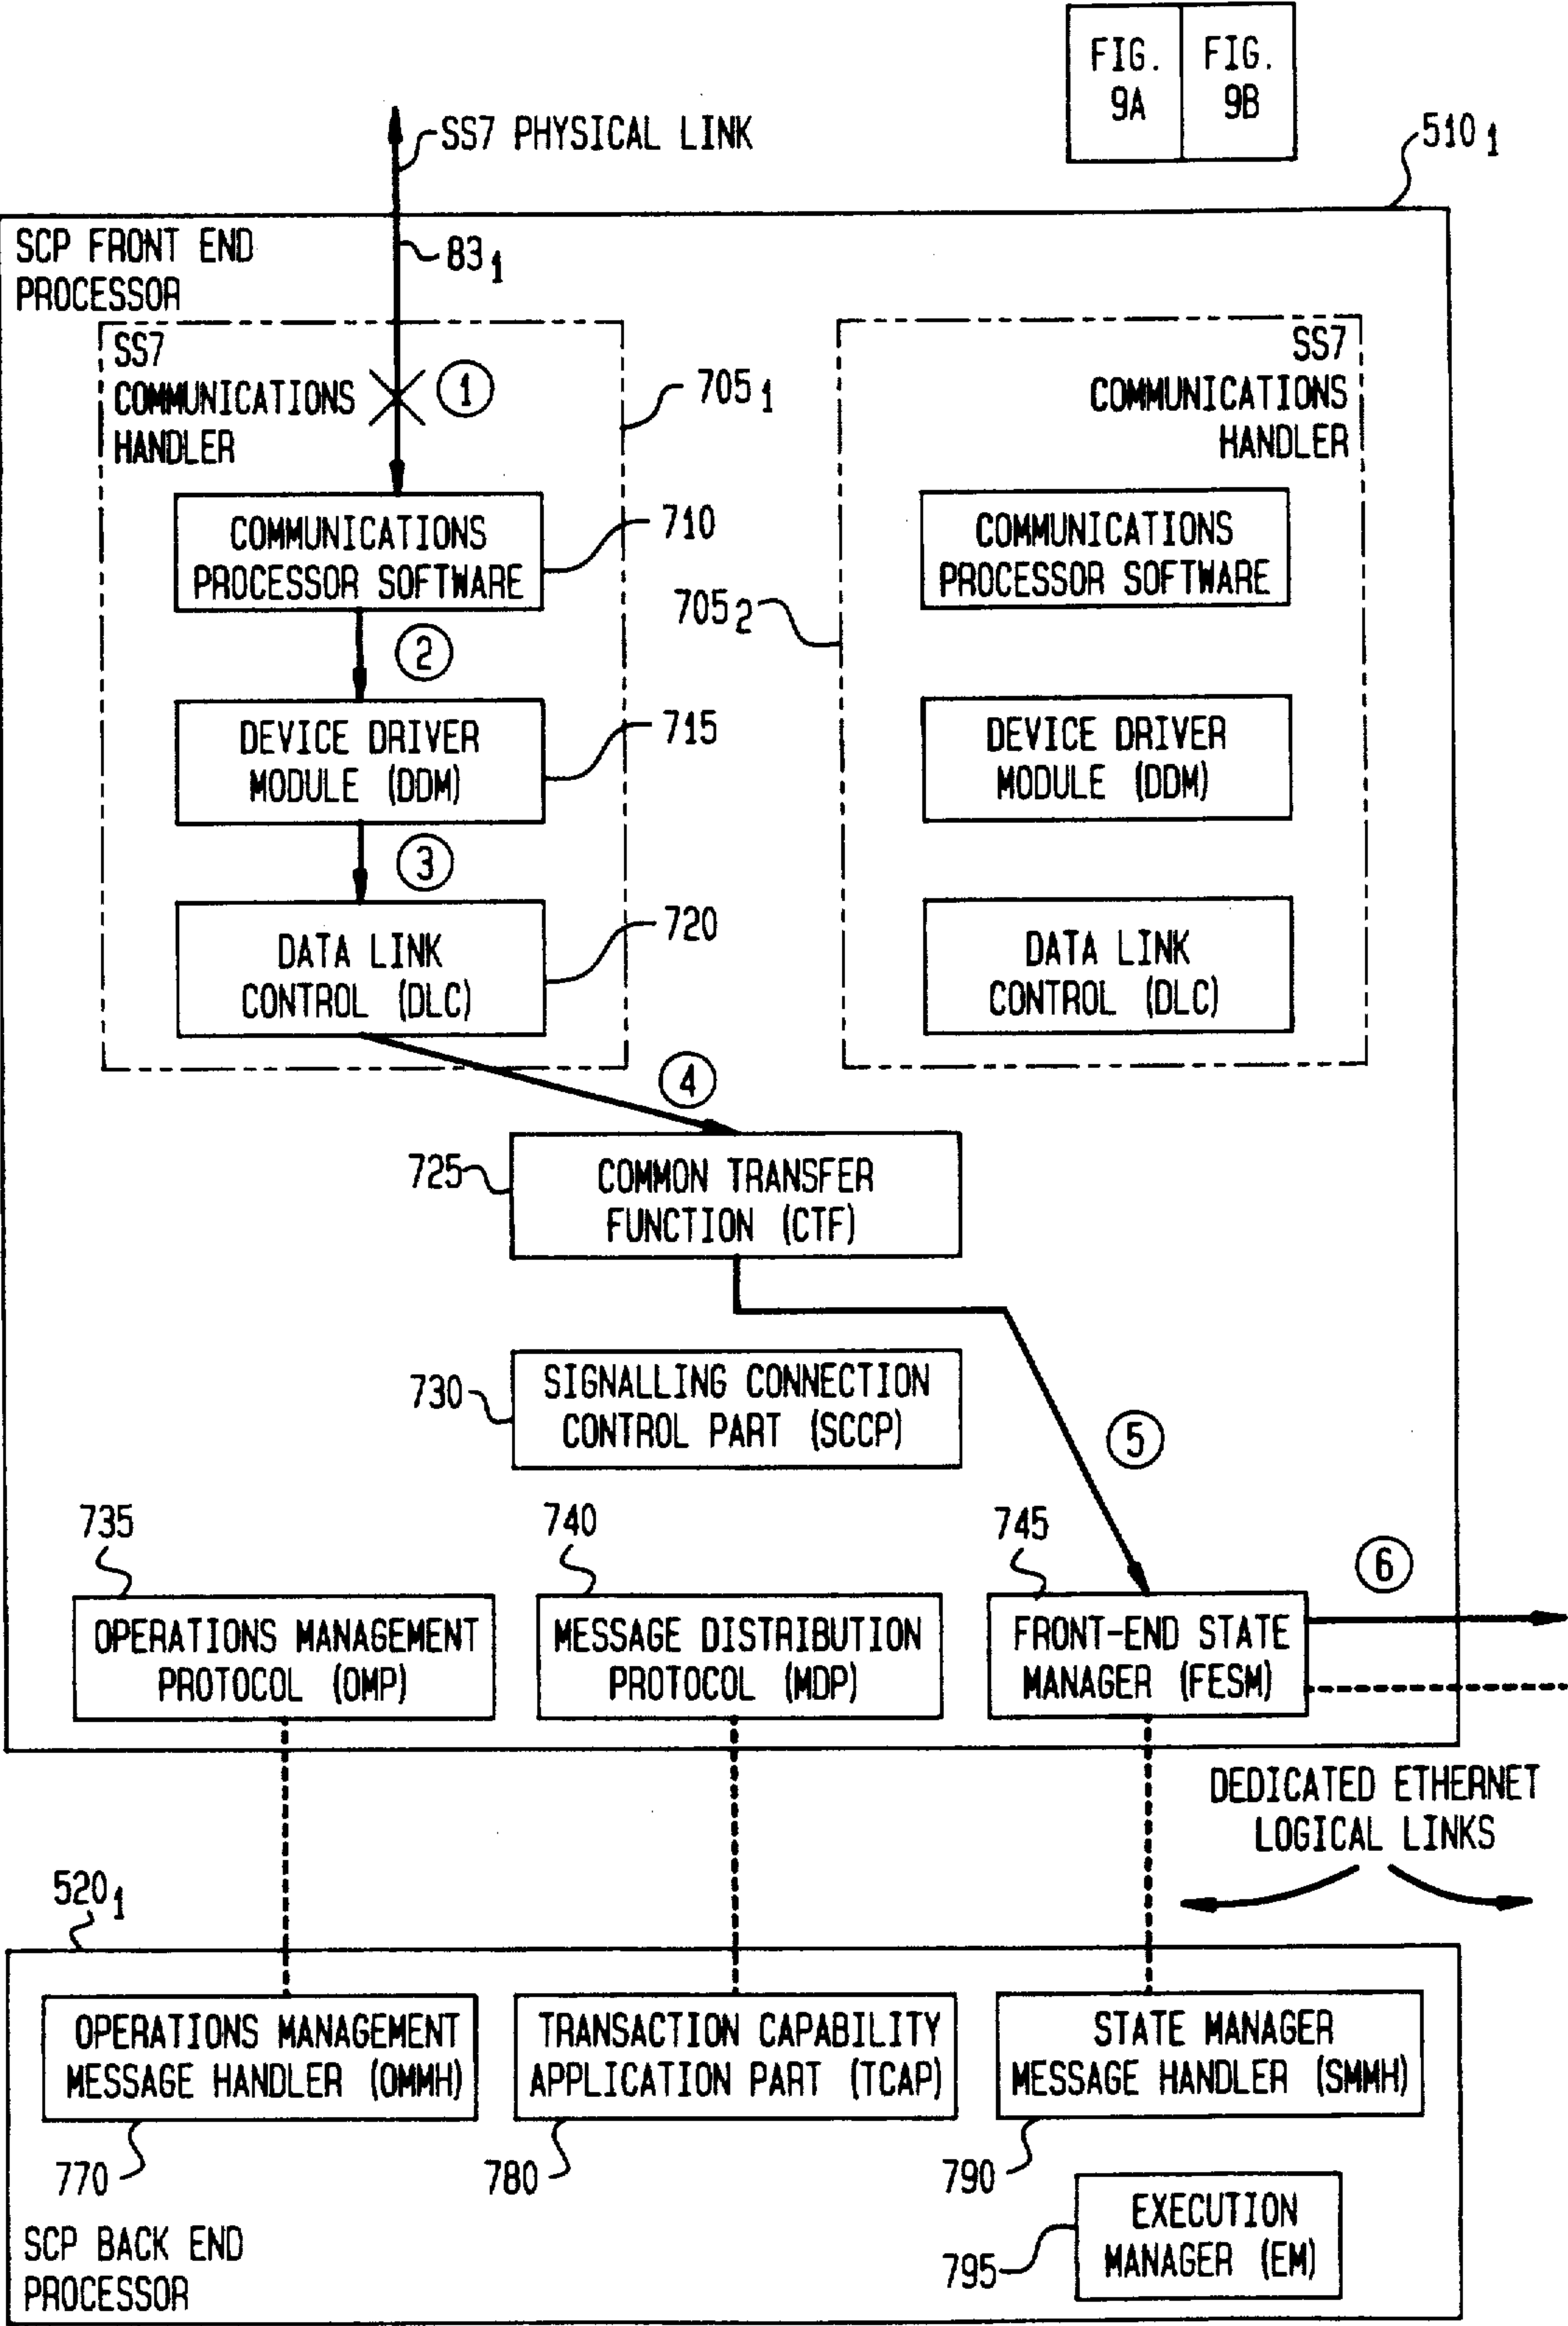 FIG.
9A
FIG.
9B
SS7 PHYSICAL LINK
510 1
SCP FRONT END
PROCESSOR
83 1
SS7
COMMUNICATIONS
HANDLER
1
705 1
SS7
COMMUNICATIONS
HANDLER
COMMUNICATIONS
PROCESSOR SOFTWARE
710
COMMUNICATIONS
PROCESSOR SOFTWARE
705 2
2
DEVICE DRIVER
MODULE (DDM)
715
DEVICE DRIVER
MODULE (DDM)
3
DATA LINK
CONTROL (DLC)
720
DATA LINK
CONTROL (DLC)
4
725
COMMON TRANSFER
FUNCTION (CTF)
730
SIGNALLING CONNECTION
CONTROL PART (SCCP)
5
735
740
745
6
OPERATIONS MANAGEMENT
PROTOCOL (OMP)
MESSAGE DISTRIBUTION
PROTOCOL (MDP)
FRONT-END STATE
MANAGER (FESM)
DEDICATED ETHERNET
LOGICAL LINKS
520 1
OPERATIONS MANAGEMENT
MESSAGE HANDLER (OMMH)
TRANSACTION CAPABILITY
APPLICATION PART (TCAP)
STATE MANAGER
MESSAGE HANDLER (SMMH)
770
780
790
EXECUTION
MANAGER (EM)
795
SCP BACK END
PROCESSOR